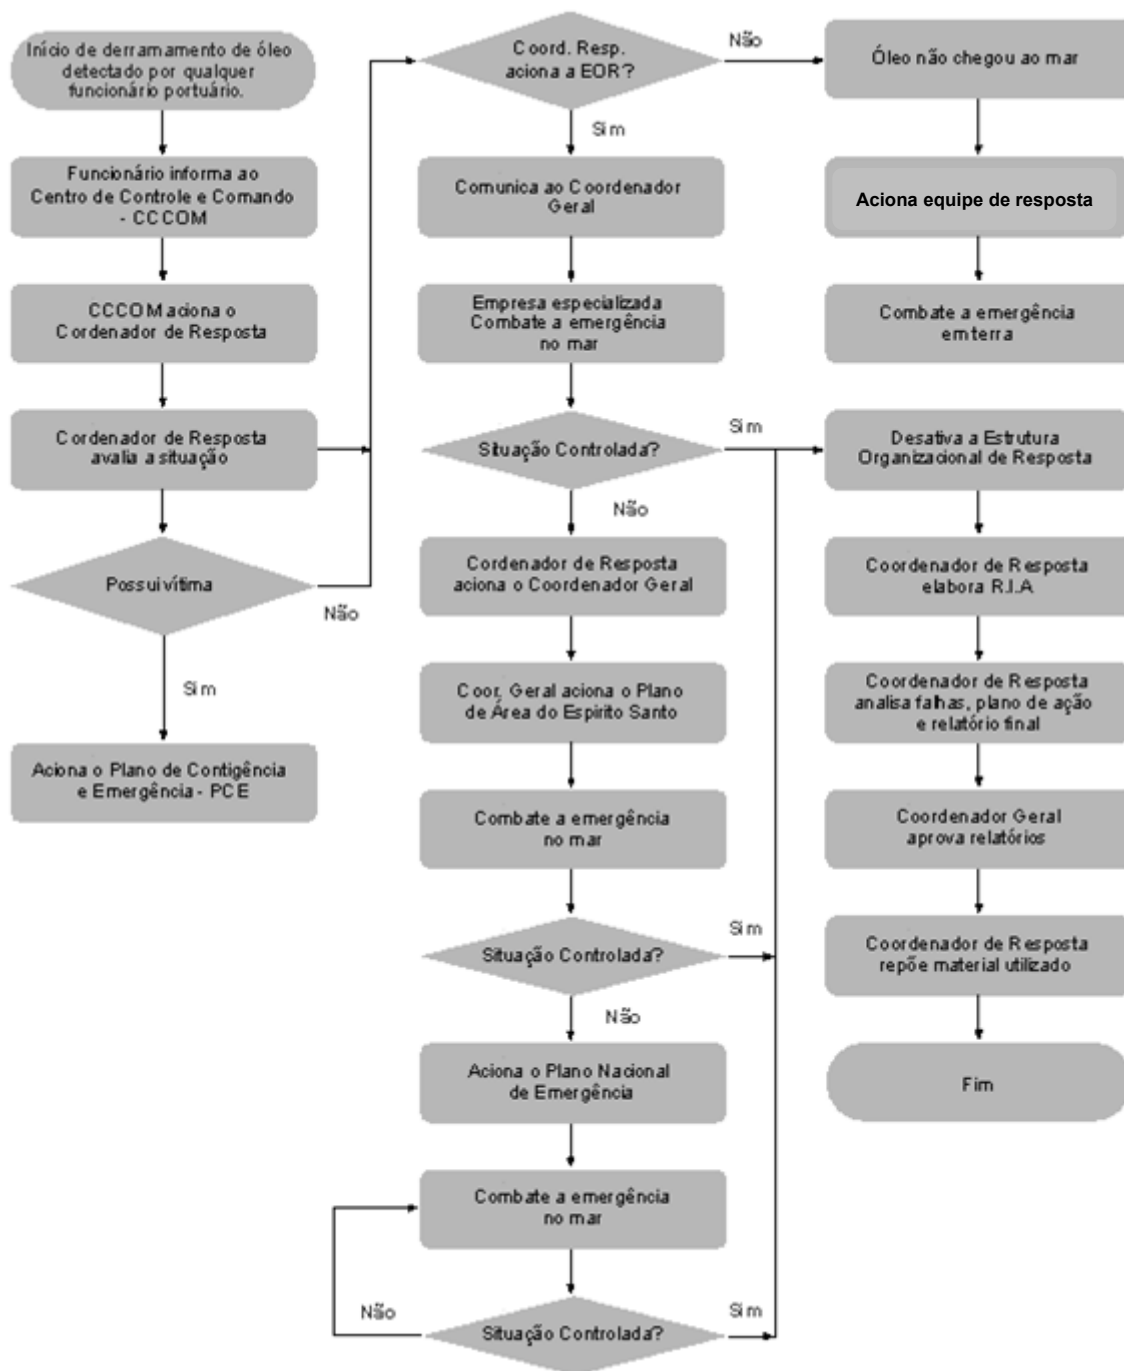 Início de derramamento de óleo
detectado por qualquer
funcionário portuário.
Funcionário informa ao
Centro de Controle e Comando
- CCCOM
CCCOM aciona o
Cordenador de Resposta
Cordenador de Resposta
avalia a situação
Possui vítima
Não
Sim
Aciona o Plano de Contigência
e Emergência - PCE
Coord. Resp.
aciona a EOR?
Não
Sim
Comunica ao Coordenador
Geral
Empresa especializada
Combate a emergência
no mar
Situação Controlada?
Sim
Não
Cordenador de Resposta
aciona o Coordenador Geral
Coor. Geral aciona o Plano
de Área do Espirito Santo
Combate a emergência
no mar
Situação Controlada?
Sim
Não
Aciona o Plano Nacional
de Emergência
Combate a emergência
no mar
Não
Situação Controlada?
Sim
Óleo não chegou ao mar
Aciona equipe de resposta
Combate a emergência
em terra
Desativa a Estrutura
Organizacional de Resposta
Coordenador de Resposta
elabora R.I.A
Coordenador de Resposta
analisa falhas, plano de ação
e relatório final
Coordenador Geral
aprova relatórios
Coordenador de Resposta
repõe material utilizado
Fim